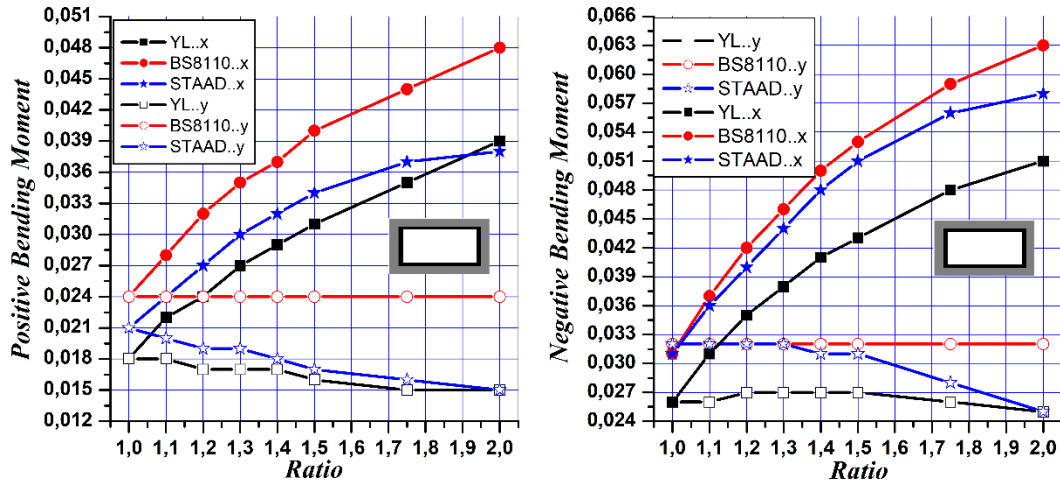 Positive Bending Moment
0,051
0,048
0,045
0,042
0,039
0,036
0,033
0,030
0,027
0,024
0,021
0,018
0,015
0,012
YL..x
BS8110..x
STAAD..x
YL..y
BS8110..y
STAAD..y
1,0 1,1 1,2 1,3 1,4 1,5 1,6 1,7 1,8 1,9 2,0
Ratio
Negative Bending Moment
0,066
0,063
0,060
0,057
0,054
0,051
0,048
0,045
0,042
0,039
0,036
0,033
0,030
0,027
0,024
YL..y
BS8110..y
STAAD..y
YL..x
BS8110..x
STAAD..x
1,0 1,1 1,2 1,3 1,4 1,5 1,6 1,7 1,8 1,9 2,0
Ratio